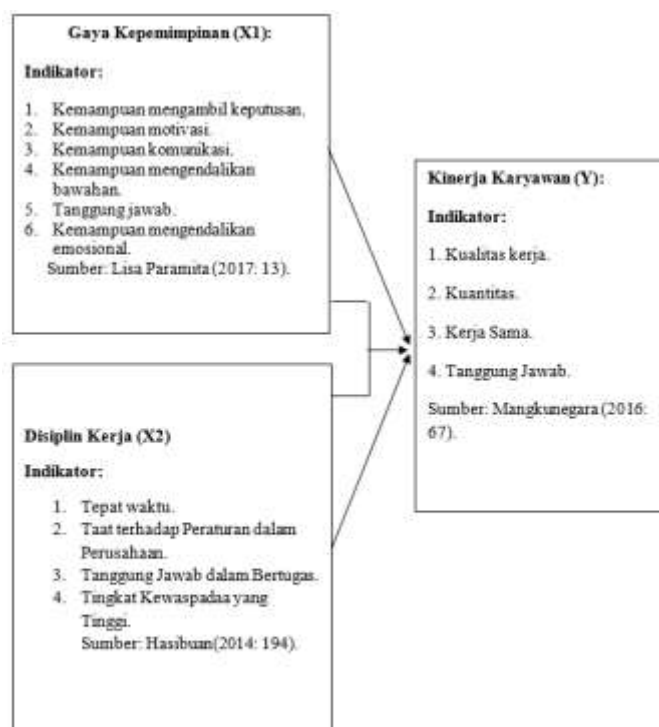 Gaya Kepemimpinan (X1):
Indikator:
1. Kemampuan mengambil keputusan.
2. Kemampuan motivasi.
3. Kemampuan komunikasi.
4. Kemampuan mengendalikan
bawahan.
5. Tanggung jawab.
6. Kemampuan mengendalikan
emosional.
Sumber: Lisa Paramita (2017: 13).
Disiplin Kerja (X2)
Indikator:
1. Tepat waktu.
2. Taat terhadap Peraturan dalam
Perusahaan.
3. Tanggung Jawab dalam Bertugas.
4. Tingkat Kewaspadaa yang
Tinggi.
Sumber: Hasibuan(2014: 194).
Kinerja Karyawan (Y):
Indikator:
1. Kualitas kerja.
2. Kuantitas.
3. Kerja Sama.
4. Tanggung Jawab.
Sumber: Mangkunegara (2016:
67).